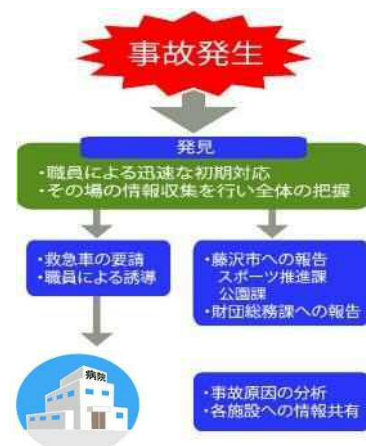 事故発生
発見
・職員による迅速な初期対応
・その場の情報収集を行い全体の把握
・救急車の要請
・職員による誘導
・藤沢市への報告
スポーツ推進課
公園課
・財団総務課への報告
病院
・事故原因の分析
・各施設への情報共有